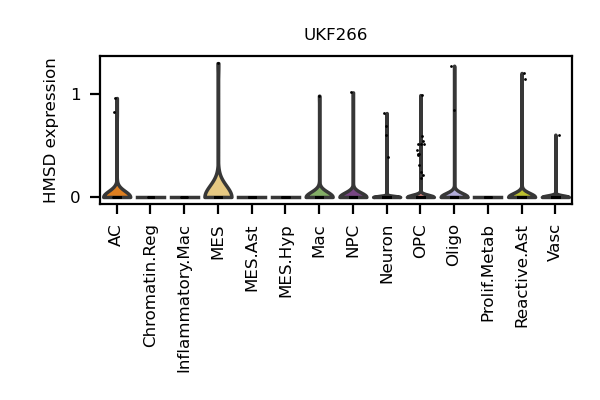 UKF266
HMSD expression
1
0
AC
Chromatin.Reg
Inflammatory.Mac
MES
MES.Ast
MES.Hyp
Mac
NPC
Neuron
OPC
Oligo
Prolif.Metab
Reactive.Ast
Vasc